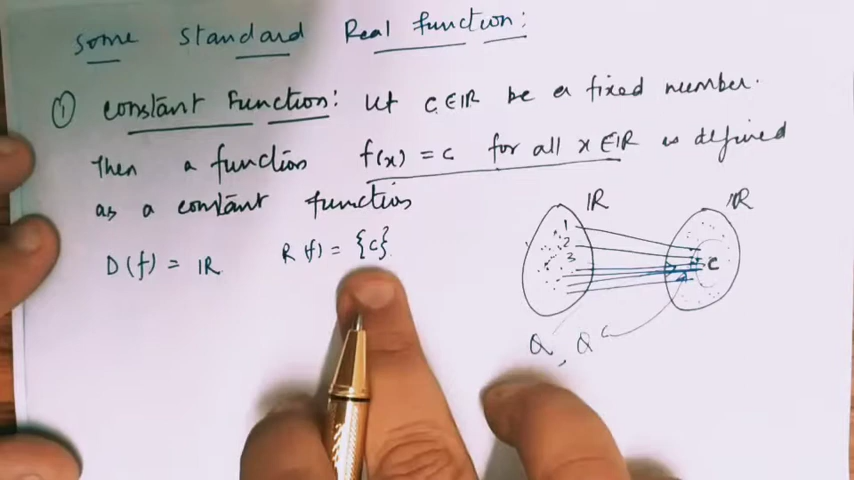 Some standard Real function:
① Constant Function: Let C ∈ IR be a fixed number.
Then a function f(x) = c for all x ∈ IR is defined
as a constant function
D(f) = IR R(f) = {c}
IR IR
1
2
3
C
Q, Q^c